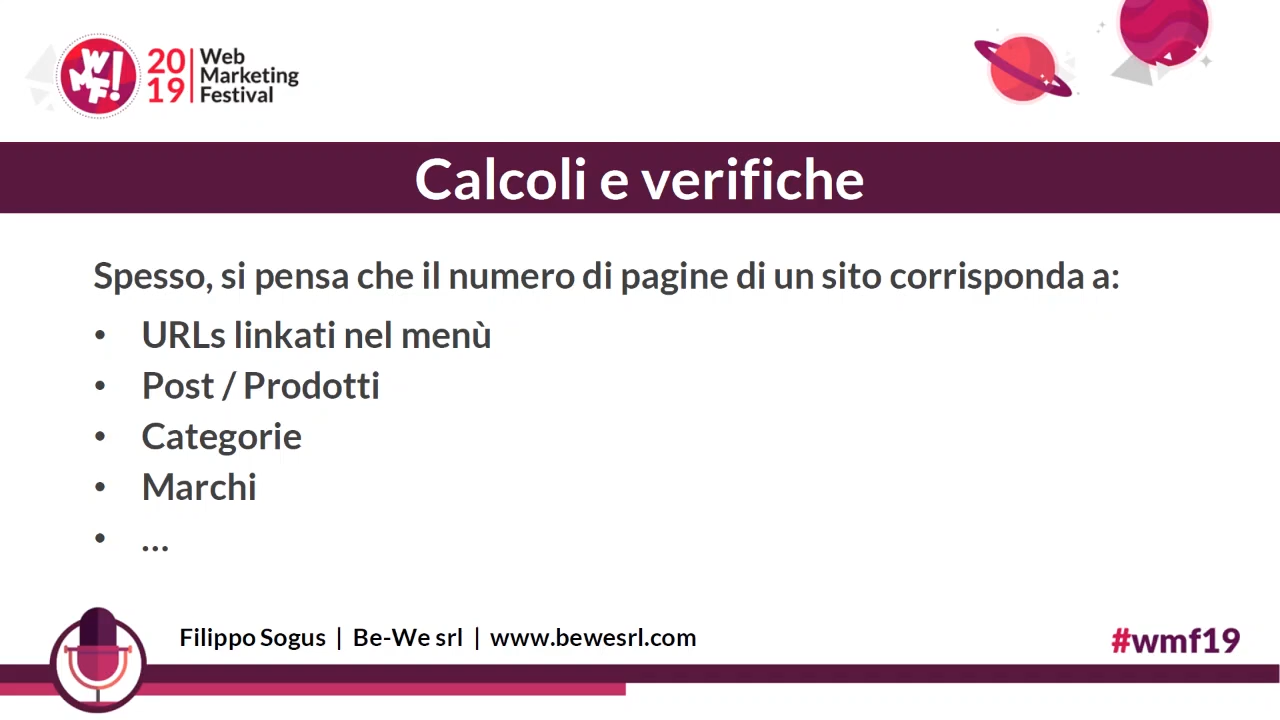 WMF!
20
19
Web
Marketing
Festival
Calcoli e verifiche
Spesso, si pensa che il numero di pagine di un sito corrisponda a:
• URLs linkati nel menù
• Post / Prodotti
• Categorie
• Marchi
• ...
Filippo Sogus | Be-We srl | www.bewesrl.com
#wmf19